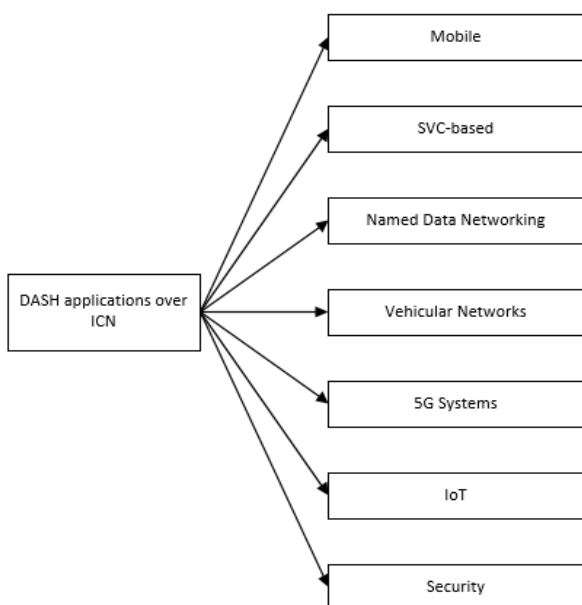 Mobile
SVC-based
Named Data Networking
DASH applications over
ICN
Vehicular Networks
5G Systems
IoT
Security